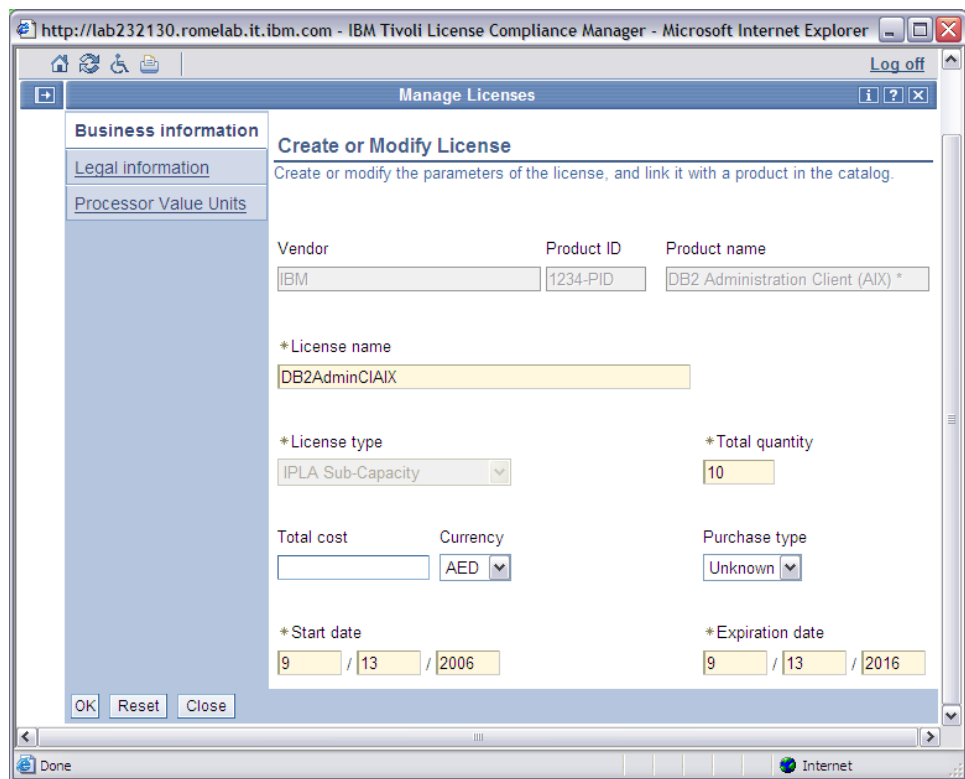 http://lab232130.romelab.it.ibm.com - IBM Tivoli License Compliance Manager - Microsoft Internet Explorer
Log off
Manage Licenses
i ?
Business information
Legal information
Processor Value Units
Create or Modify License
Create or modify the parameters of the license, and link it with a product in the catalog.
Vendor Product ID Product name
IBM 1234-PID DB2 Administration Client (AIX) *
*License name
DB2AdminClAIX
*License type *Total quantity
IPLA Sub-Capacity 10
Total cost Currency Purchase type
AED Unknown
*Start date *Expiration date
9 / 13 / 2006 9 / 13 / 2016
OK Reset Close
Done Internet